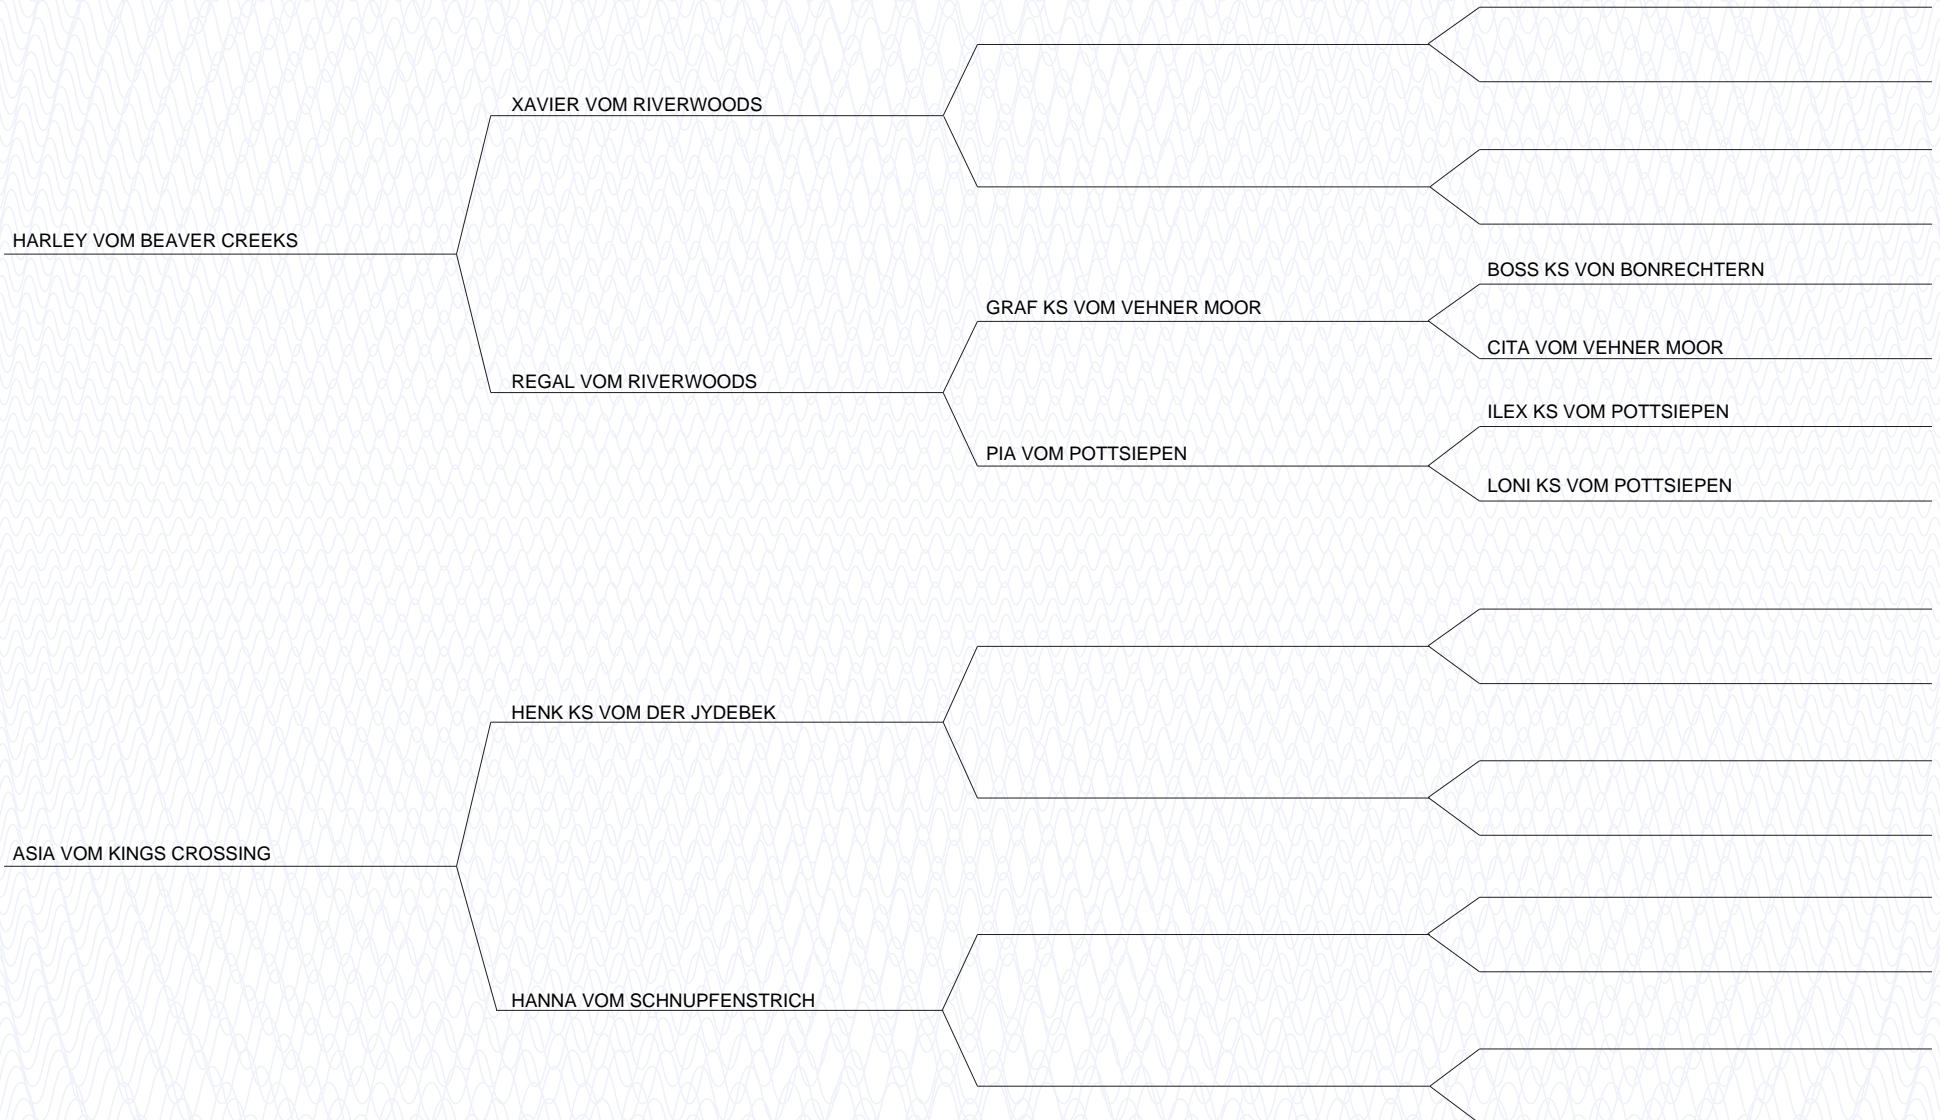 XAVIER VOM RIVERWOODS
HARLEY VOM BEAVER CREEKS
BOSS KS VON BONRECHTERN
GRAF KS VOM VEHNER MOOR
CITA VOM VEHNER MOOR
REGAL VOM RIVERWOODS
ILEX KS VOM POTTSIEPEN
PIA VOM POTTSIEPEN
LONI KS VOM POTTSIEPEN
HENK KS VOM DER JYDEBEK
ASIA VOM KINGS CROSSING
HANNA VOM SCHNUPFENSTRICH